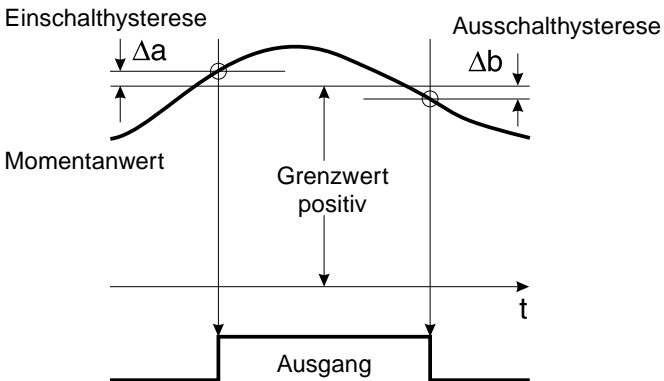 Einschalthysterese
Ausschalthysterese
Δa
Δb
Momentanwert
Grenzwert
positiv
t
Ausgang